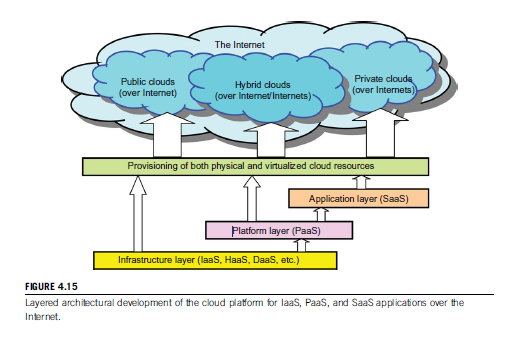 The Internet
Public clouds
(over Internet)
Hybrid clouds
(over Internet/Internets)
Private clouds
(over Internets)
Provisioning of both physical and virtualized cloud resources
Application layer (SaaS)
Platform layer (PaaS)
Infrastructure layer (IaaS, HaaS, DaaS, etc.)
FIGURE 4.15
Layered architectural development of the cloud platform for IaaS, PaaS, and SaaS applications over the
Internet.